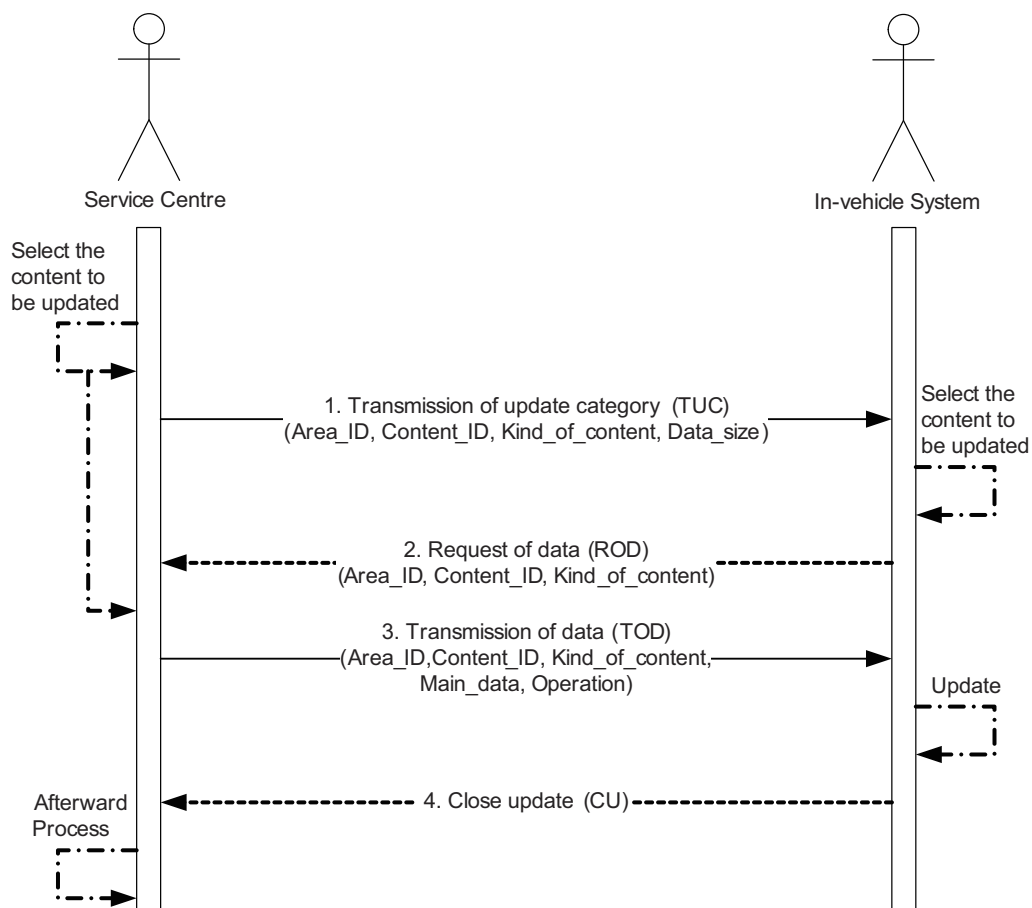 Service Centre
In-vehicle System
Select the
content to
be updated
1. Transmission of update category (TUC)
(Area_ID, Content_ID, Kind_of_content, Data_size)
Select the
content to
be updated
2. Request of data (ROD)
(Area_ID, Content_ID, Kind_of_content)
3. Transmission of data (TOD)
(Area_ID,Content_ID, Kind_of_content,
Main_data, Operation)
Update
4. Close update (CU)
Afterward
Process